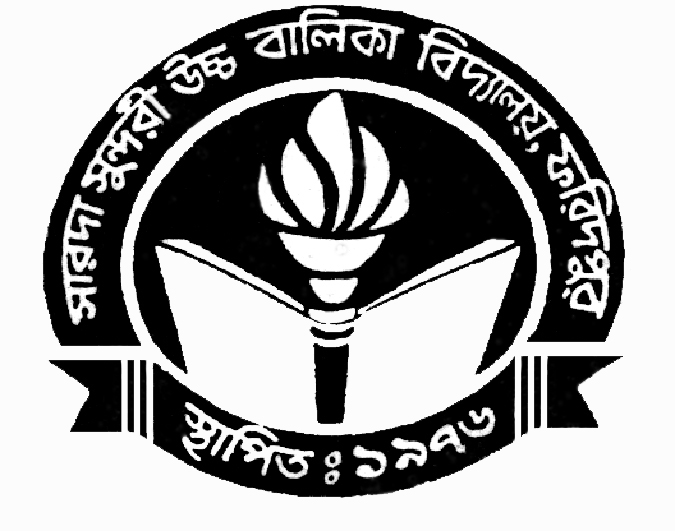 সারদা সুন্দরী উচ্চ বালিকা বিদ্যালয়, ফরিদপুর
স্থাপিত : ১৯৭৬